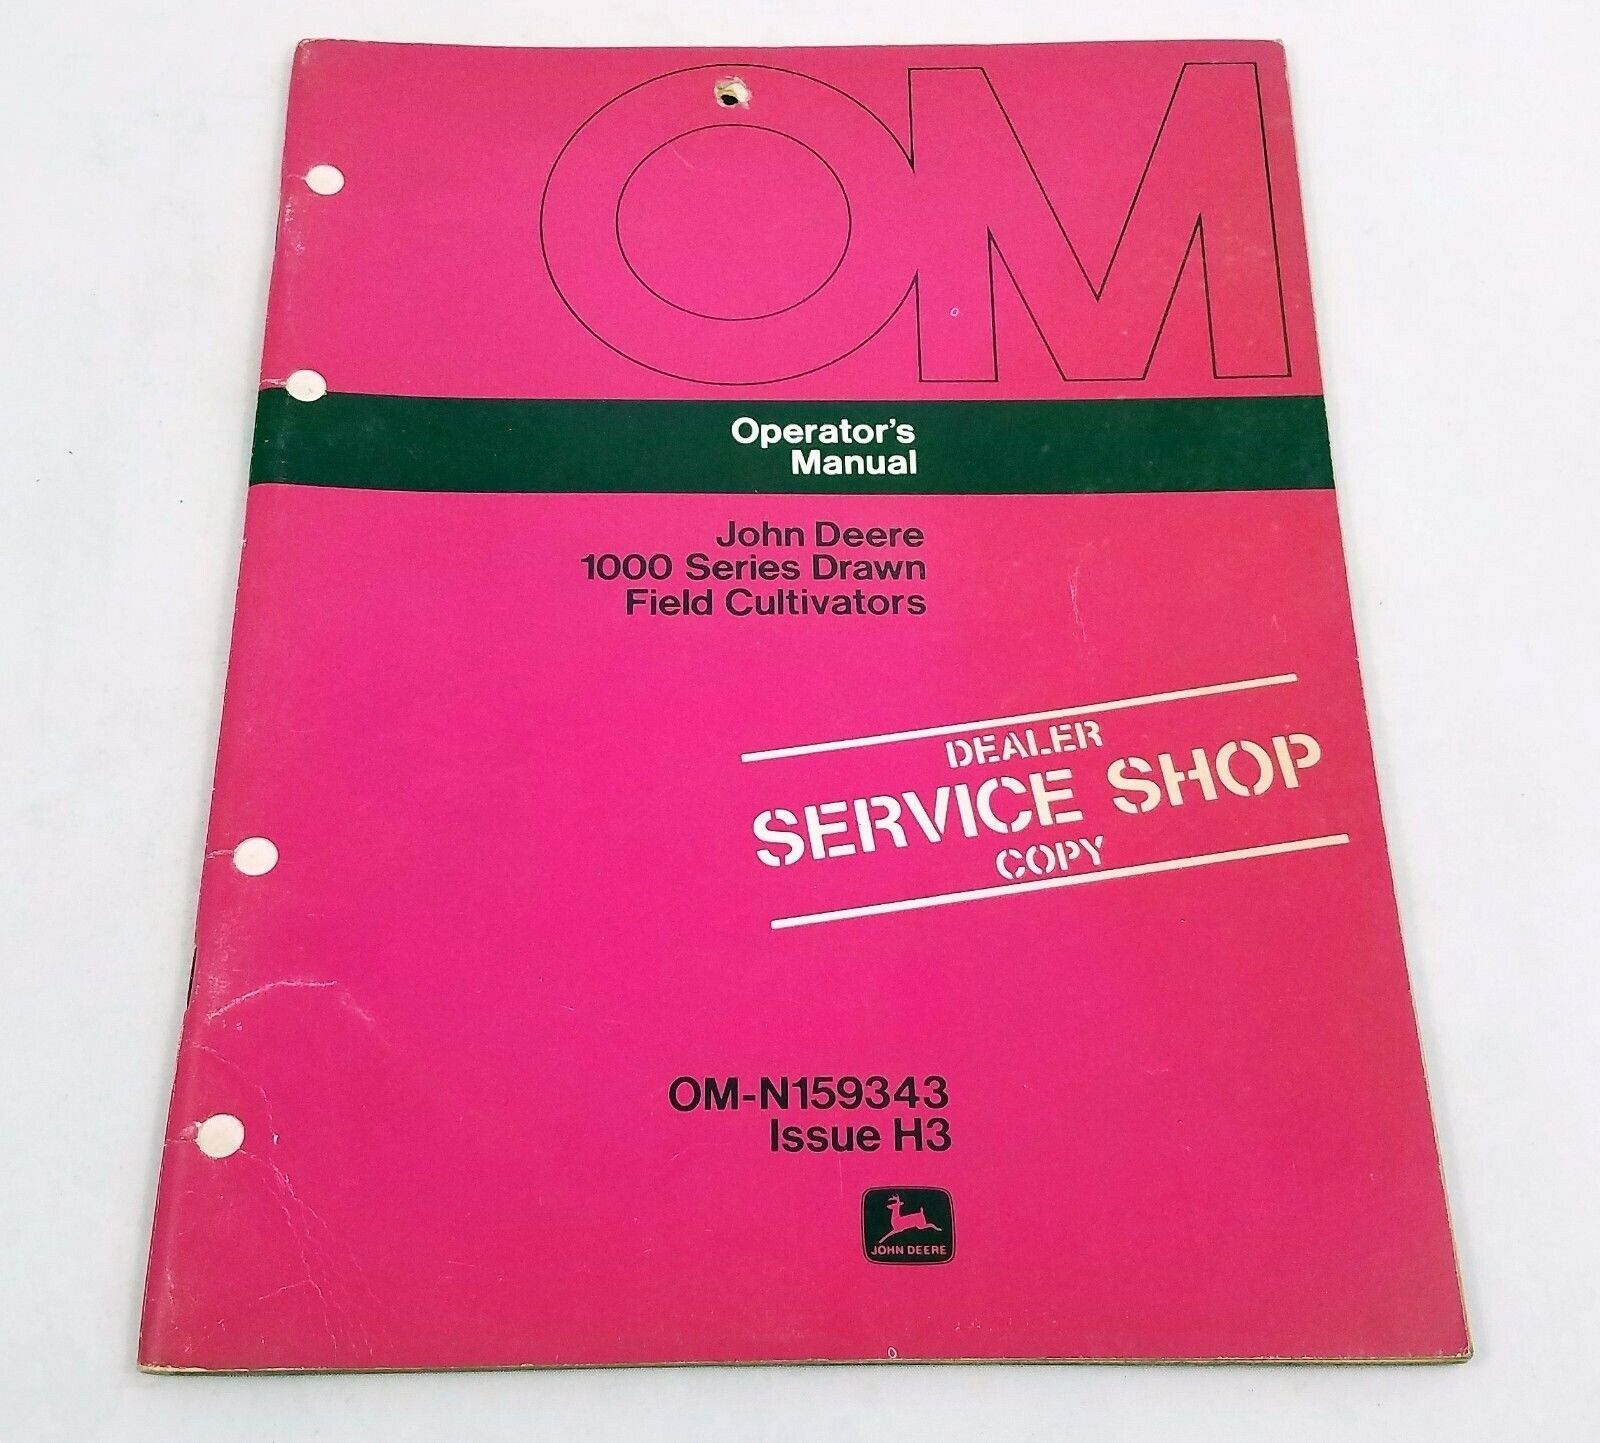 OM
Operator's
Manual
John Deere
1000 Series Drawn
Field Cultivators
DEALER
SERVICE SHOP
COPY
OM-N159343
Issue H3
JOHN DEERE